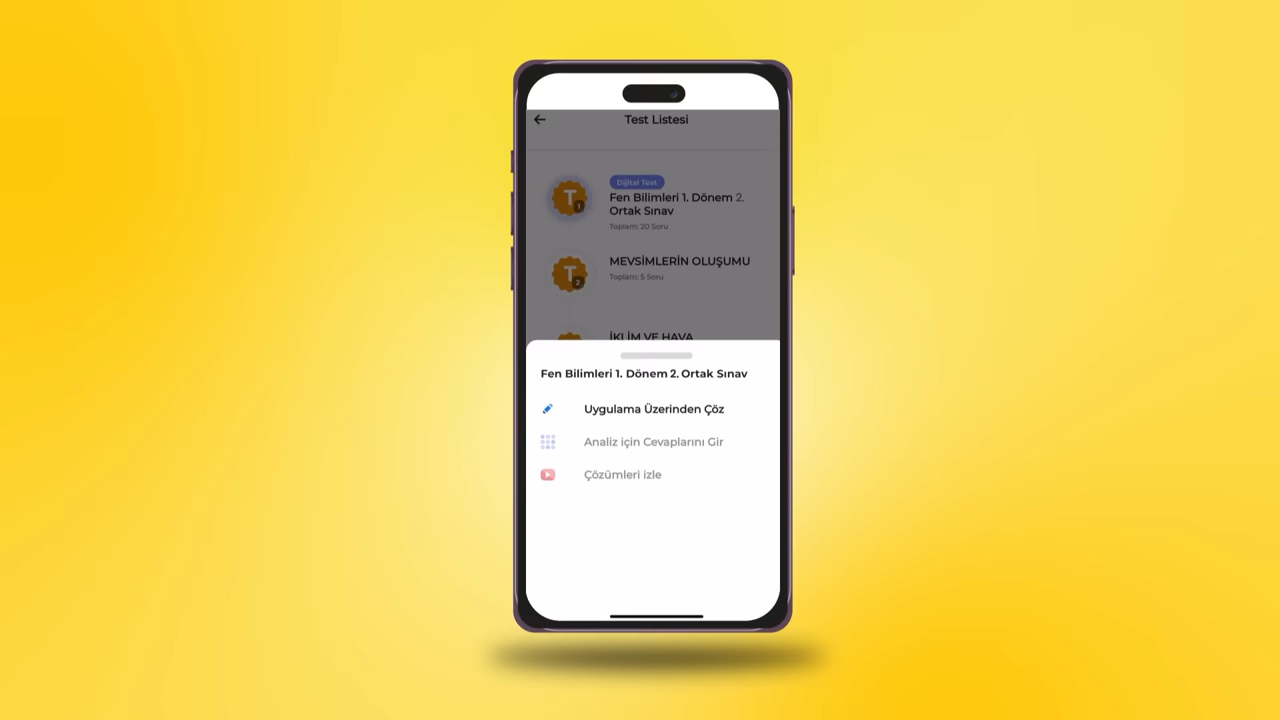 Test Listesi
T
1
Dijital Test
Fen Bilimleri 1. Dönem 2.
Ortak Sınav
Toplam: 20 Soru
T
2
MEVSİMLERİN OLUŞUMU
Toplam: 5 Soru
İKLİM VE HAVA
Fen Bilimleri 1. Dönem 2. Ortak Sınav
Uygulama Üzerinden Çöz
Analiz için Cevaplarını Gir
Çözümleri izle